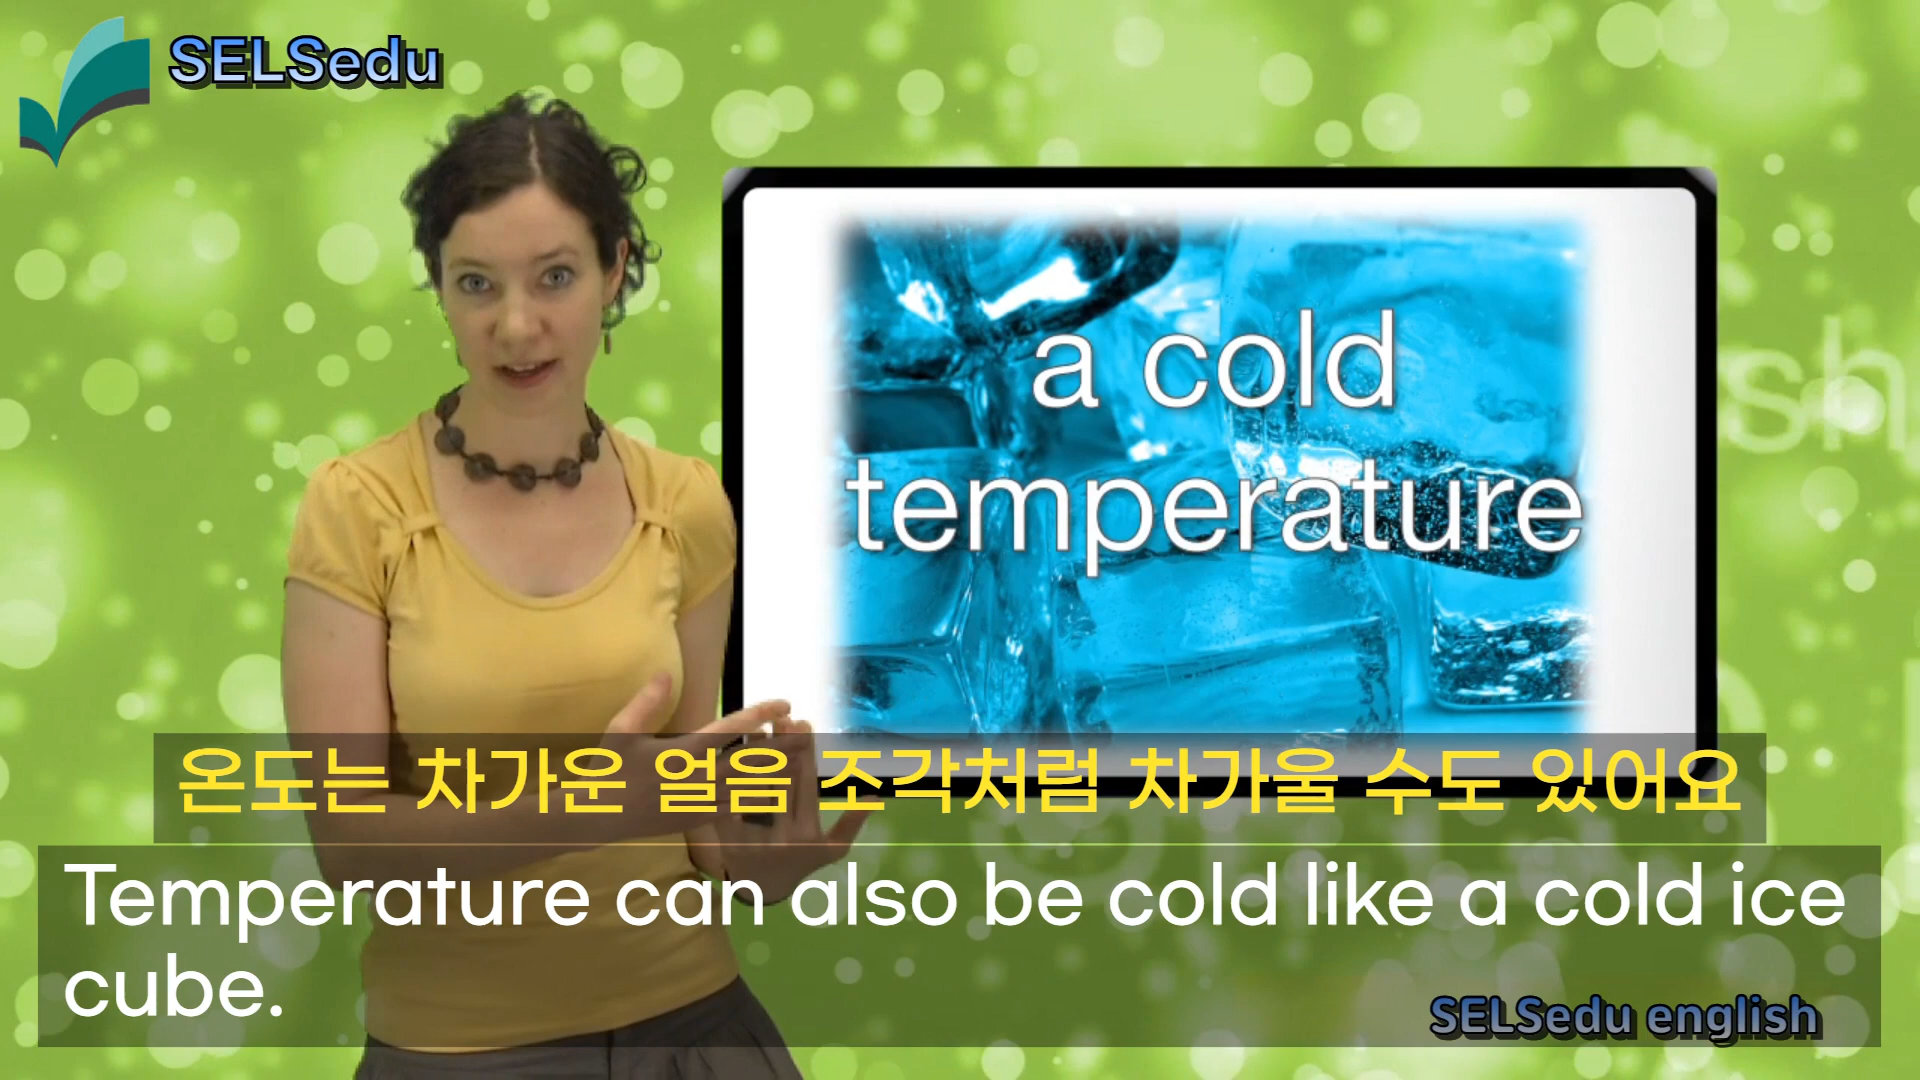 SELSedu
a cold
temperature
온도는 차가운 얼음 조각처럼 차가울 수도 있어요
Temperature can also be cold like a cold ice
cube.
SELSedu english